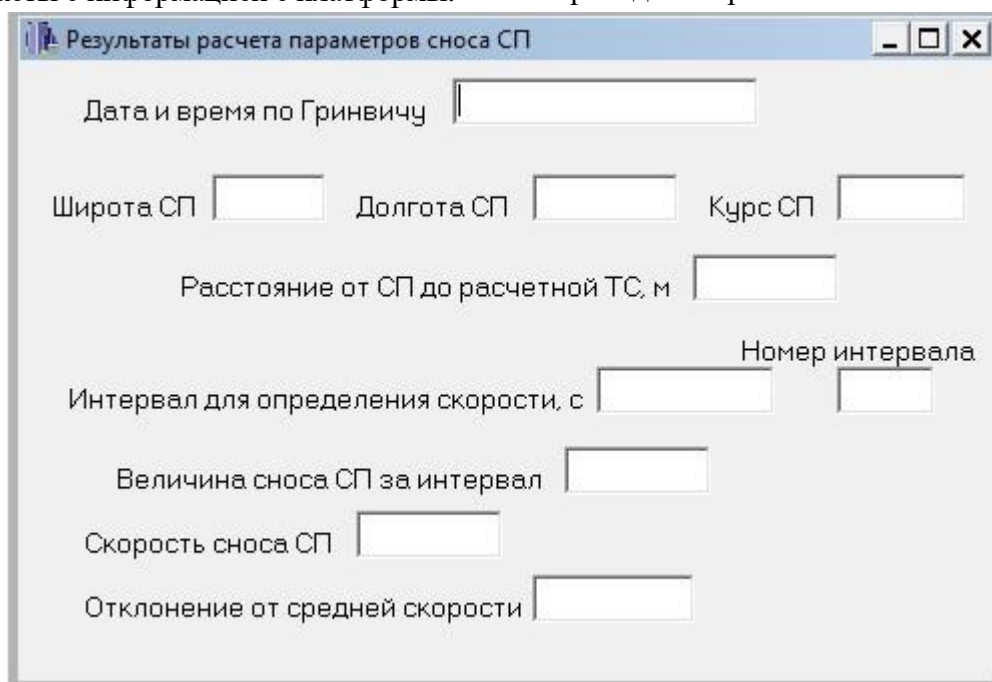 с информацией с платформы.
Результаты расчета параметров сноса СП
Дата и время по Гринвичу
Широта СП Долгота СП Курс СП
Расстояние от СП до расчетной ТС, м
Номер интервала
Интервал для определения скорости, с
Величина сноса СП за интервал
Скорость сноса СП
Отклонение от средней скорости